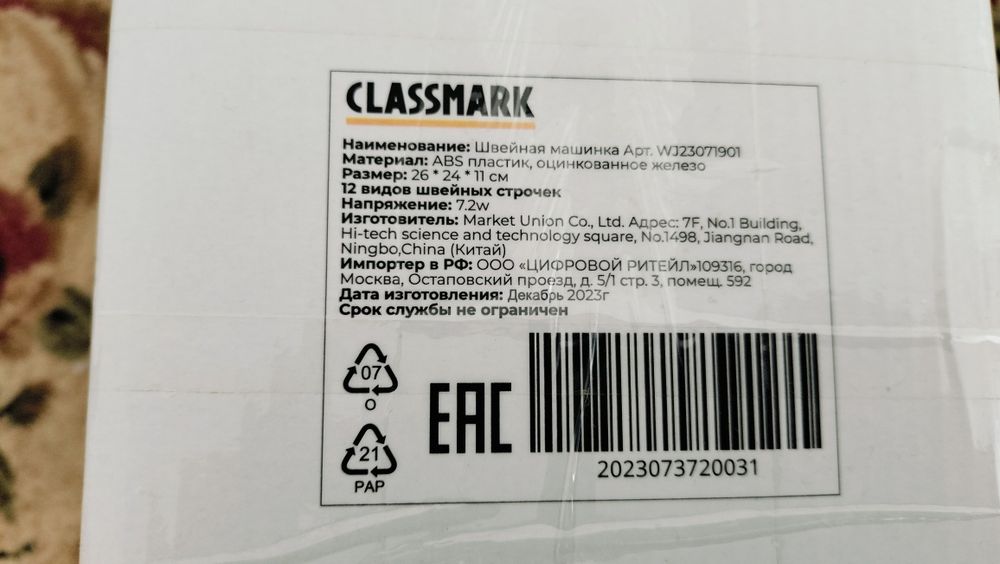 CLASSMARK
Наименование: Швейная машинка Арт. WJ23071901
Материал: ABS пластик, оцинкованное железо
Размер: 26 * 24 * 11 см
12 видов швейных строчек
Напряжение: 7.2w
Изготовитель: Market Union Co., Ltd. Адрес: 7F, No.1 Building,
Hi-tech science and technology square, No.1498, Jiangnan Road,
Ningbo,China (Китай)
Импортер в РФ: ООО «ЦИФРОВОЙ РИТЕЙЛ»109316, город
Москва, Остаповский проезд, д. 5/1 стр. 3, помещ. 592
Дата изготовления: Декабрь 2023г
Срок службы не ограничен
07
O
21
PAP
EAC
2023073720031